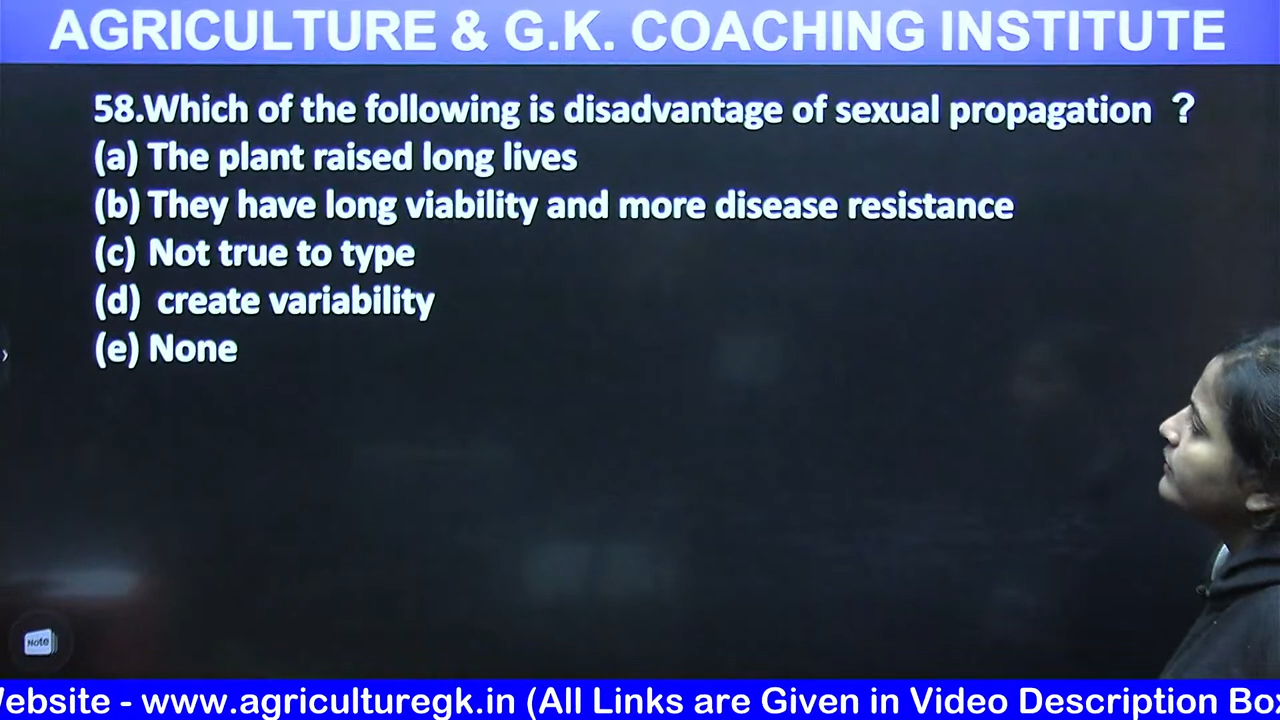 AGRICULTURE & G.K. COACHING INSTITUTE
58.Which of the following is disadvantage of sexual propagation ?
(a) The plant raised long lives
(b) They have long viability and more disease resistance
(c) Not true to type
(d) create variability
(e) None
Note
ebsite - www.agriculturegk.in (All Links are Given in Video Description Box